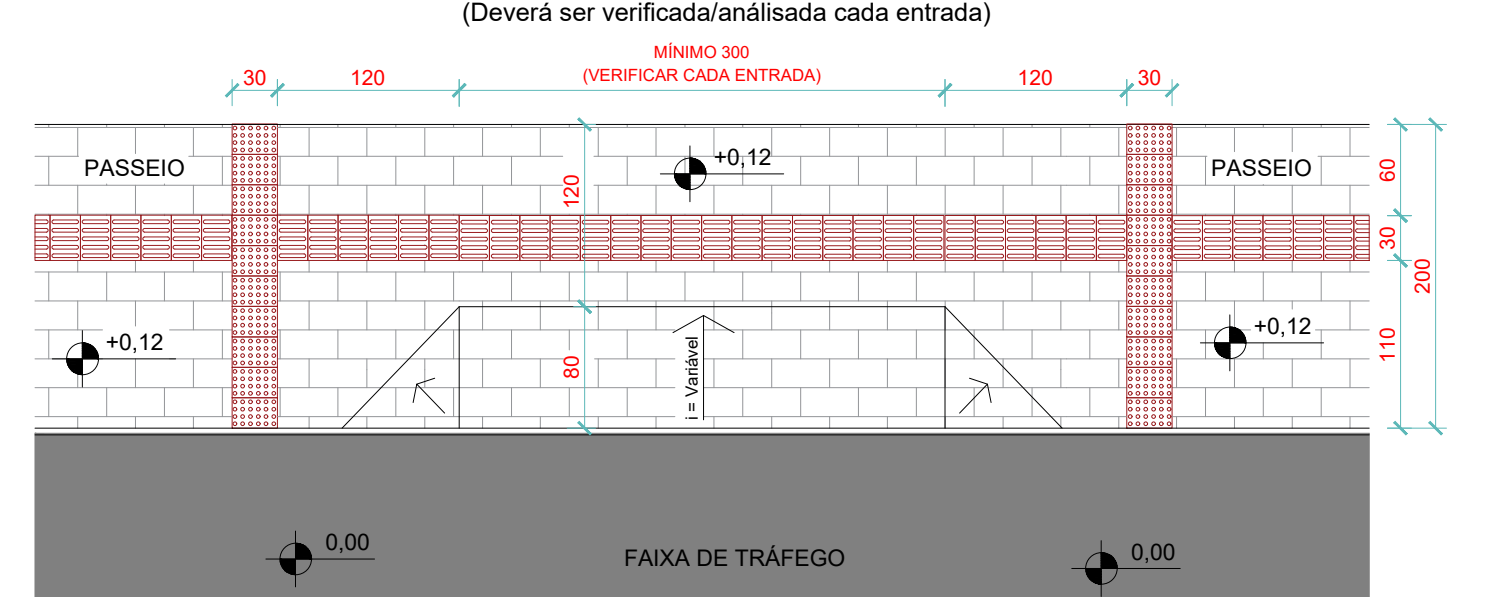 (Deverá ser verificada/análisada cada entrada)
MÍNIMO 300
(VERIFICAR CADA ENTRADA)
30
120
120
30
PASSEIO
+0,12
PASSEIO
120
60
30
200
+0,12
+0,12
80
i = Variável
110
0,00
FAIXA DE TRÁFEGO
0,00